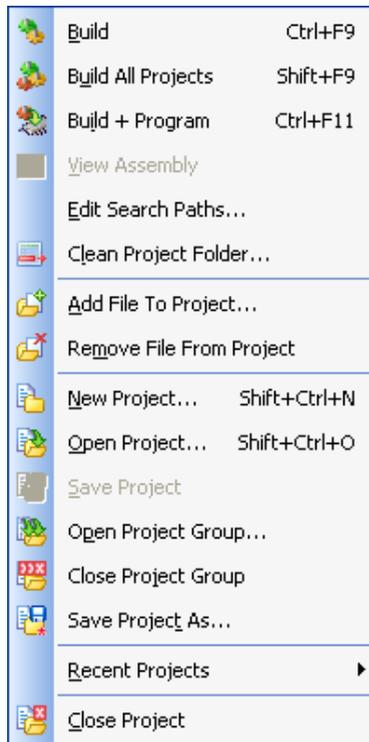 Build Ctrl+F9
Build All Projects Shift+F9
Build + Program Ctrl+F11
View Assembly
Edit Search Paths...
Clean Project Folder...
Add File To Project...
Remove File From Project
New Project... Shift+Ctrl+N
Open Project... Shift+Ctrl+O
Save Project
Open Project Group...
Close Project Group
Save Project As...
Recent Projects
Close Project